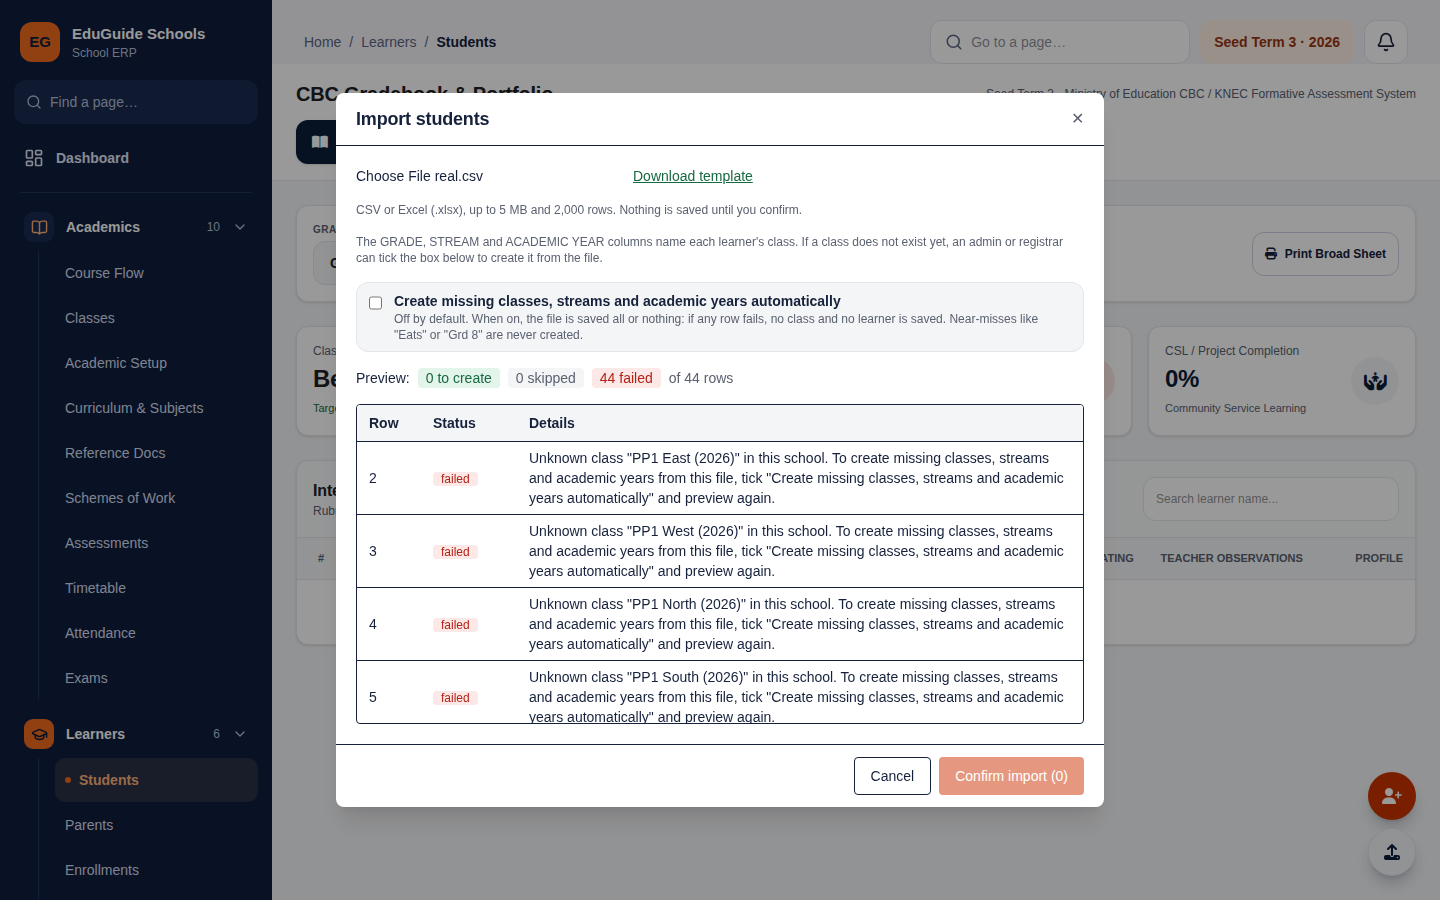 EG
EduGuide Schools
School ERP
Find a page…
Dashboard
Academics 10
Course Flow
Classes
Academic Setup
Curriculum & Subjects
Reference Docs
Schemes of Work
Assessments
Timetable
Attendance
Exams
Learners 6
Students
Parents
Enrollments
Home / Learners / Students
Go to a page…
Seed Term 3 · 2026
CBC Gradebook & Portfolio
Ministry of Education CBC / KNEC Formative Assessment System
Print Broad Sheet
CSL / Project Completion
0%
Community Service Learning
Search learner name...
#
TEACHER OBSERVATIONS
PROFILE
Import students
×
Choose File real.csv
Download template
CSV or Excel (.xlsx), up to 5 MB and 2,000 rows. Nothing is saved until you confirm.
The GRADE, STREAM and ACADEMIC YEAR columns name each learner's class. If a class does not exist yet, an admin or registrar
can tick the box below to create it from the file.
Create missing classes, streams and academic years automatically
Off by default. When on, the file is saved all or nothing: if any row fails, no class and no learner is saved. Near-misses like
"Eats" or "Grd 8" are never created.
Preview: 0 to create 0 skipped 44 failed of 44 rows
Row Status Details
2 failed
Unknown class "PP1 East (2026)" in this school. To create missing classes, streams
and academic years from this file, tick "Create missing classes, streams and academic
years automatically" and preview again.
3 failed
Unknown class "PP1 West (2026)" in this school. To create missing classes, streams
and academic years from this file, tick "Create missing classes, streams and academic
years automatically" and preview again.
4 failed
Unknown class "PP1 North (2026)" in this school. To create missing classes, streams
and academic years from this file, tick "Create missing classes, streams and academic
years automatically" and preview again.
5 failed
Unknown class "PP1 South (2026)" in this school. To create missing classes, streams
and academic years from this file, tick "Create missing classes, streams and academic
years automatically" and preview again.
Cancel
Confirm import (0)